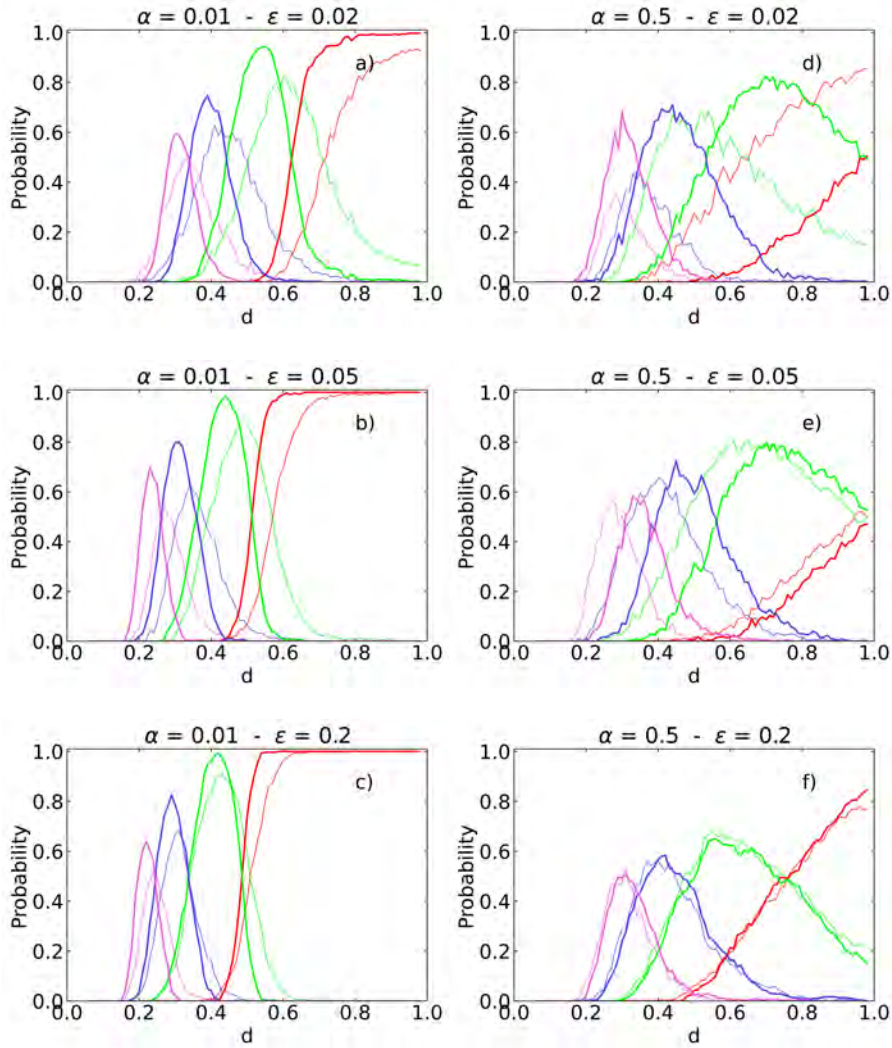 α = 0.01 - ε = 0.02
a)
Probability
1.0
0.8
0.6
0.4
0.2
0.0
0.0 0.2 0.4 0.6 0.8 1.0
d
α = 0.5 - ε = 0.02
d)
Probability
1.0
0.8
0.6
0.4
0.2
0.0
0.0 0.2 0.4 0.6 0.8 1.0
d
α = 0.01 - ε = 0.05
b)
Probability
1.0
0.8
0.6
0.4
0.2
0.0
0.0 0.2 0.4 0.6 0.8 1.0
d
α = 0.5 - ε = 0.05
e)
Probability
1.0
0.8
0.6
0.4
0.2
0.0
0.0 0.2 0.4 0.6 0.8 1.0
d
α = 0.01 - ε = 0.2
c)
Probability
1.0
0.8
0.6
0.4
0.2
0.0
0.0 0.2 0.4 0.6 0.8 1.0
d
α = 0.5 - ε = 0.2
f)
Probability
1.0
0.8
0.6
0.4
0.2
0.0
0.0 0.2 0.4 0.6 0.8 1.0
d